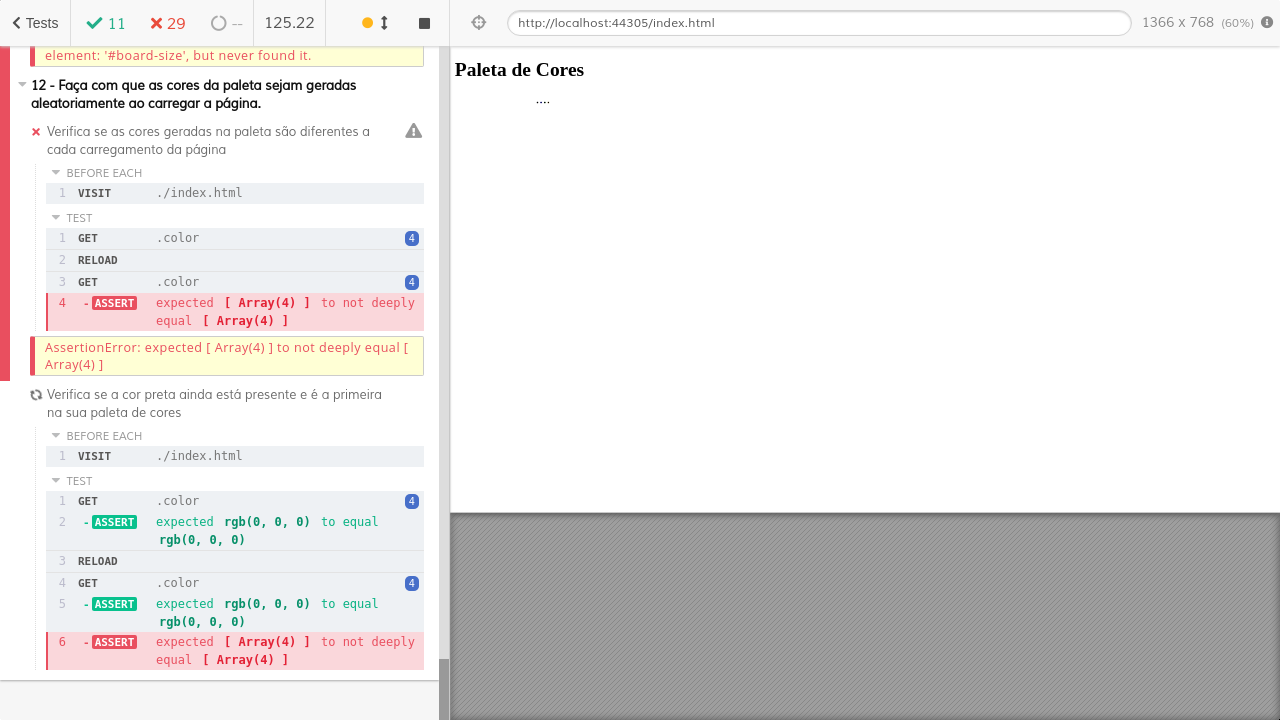 Tests
11
29
--
125.22
http://localhost:44305/index.html
1366 x 768 (60%)
element: '#board-size', but never found it.
12 - Faça com que as cores da paleta sejam geradas
aleatoriamente ao carregar a página.
Verifica se as cores geradas na paleta são diferentes a
cada carregamento da página
BEFORE EACH
1 VISIT ./index.html
TEST
1 GET .color 4
2 RELOAD
3 GET .color 4
4 -ASSERT expected [ Array(4) ] to not deeply
equal [ Array(4) ]
AssertionError: expected [ Array(4) ] to not deeply equal [
Array(4) ]
Verifica se a cor preta ainda está presente e é a primeira
na sua paleta de cores
BEFORE EACH
1 VISIT ./index.html
TEST
1 GET .color 4
2 -ASSERT expected rgb(0, 0, 0) to equal
rgb(0, 0, 0)
3 RELOAD
4 GET .color 4
5 -ASSERT expected rgb(0, 0, 0) to equal
rgb(0, 0, 0)
6 -ASSERT expected [ Array(4) ] to not deeply
equal [ Array(4) ]
Paleta de Cores
....